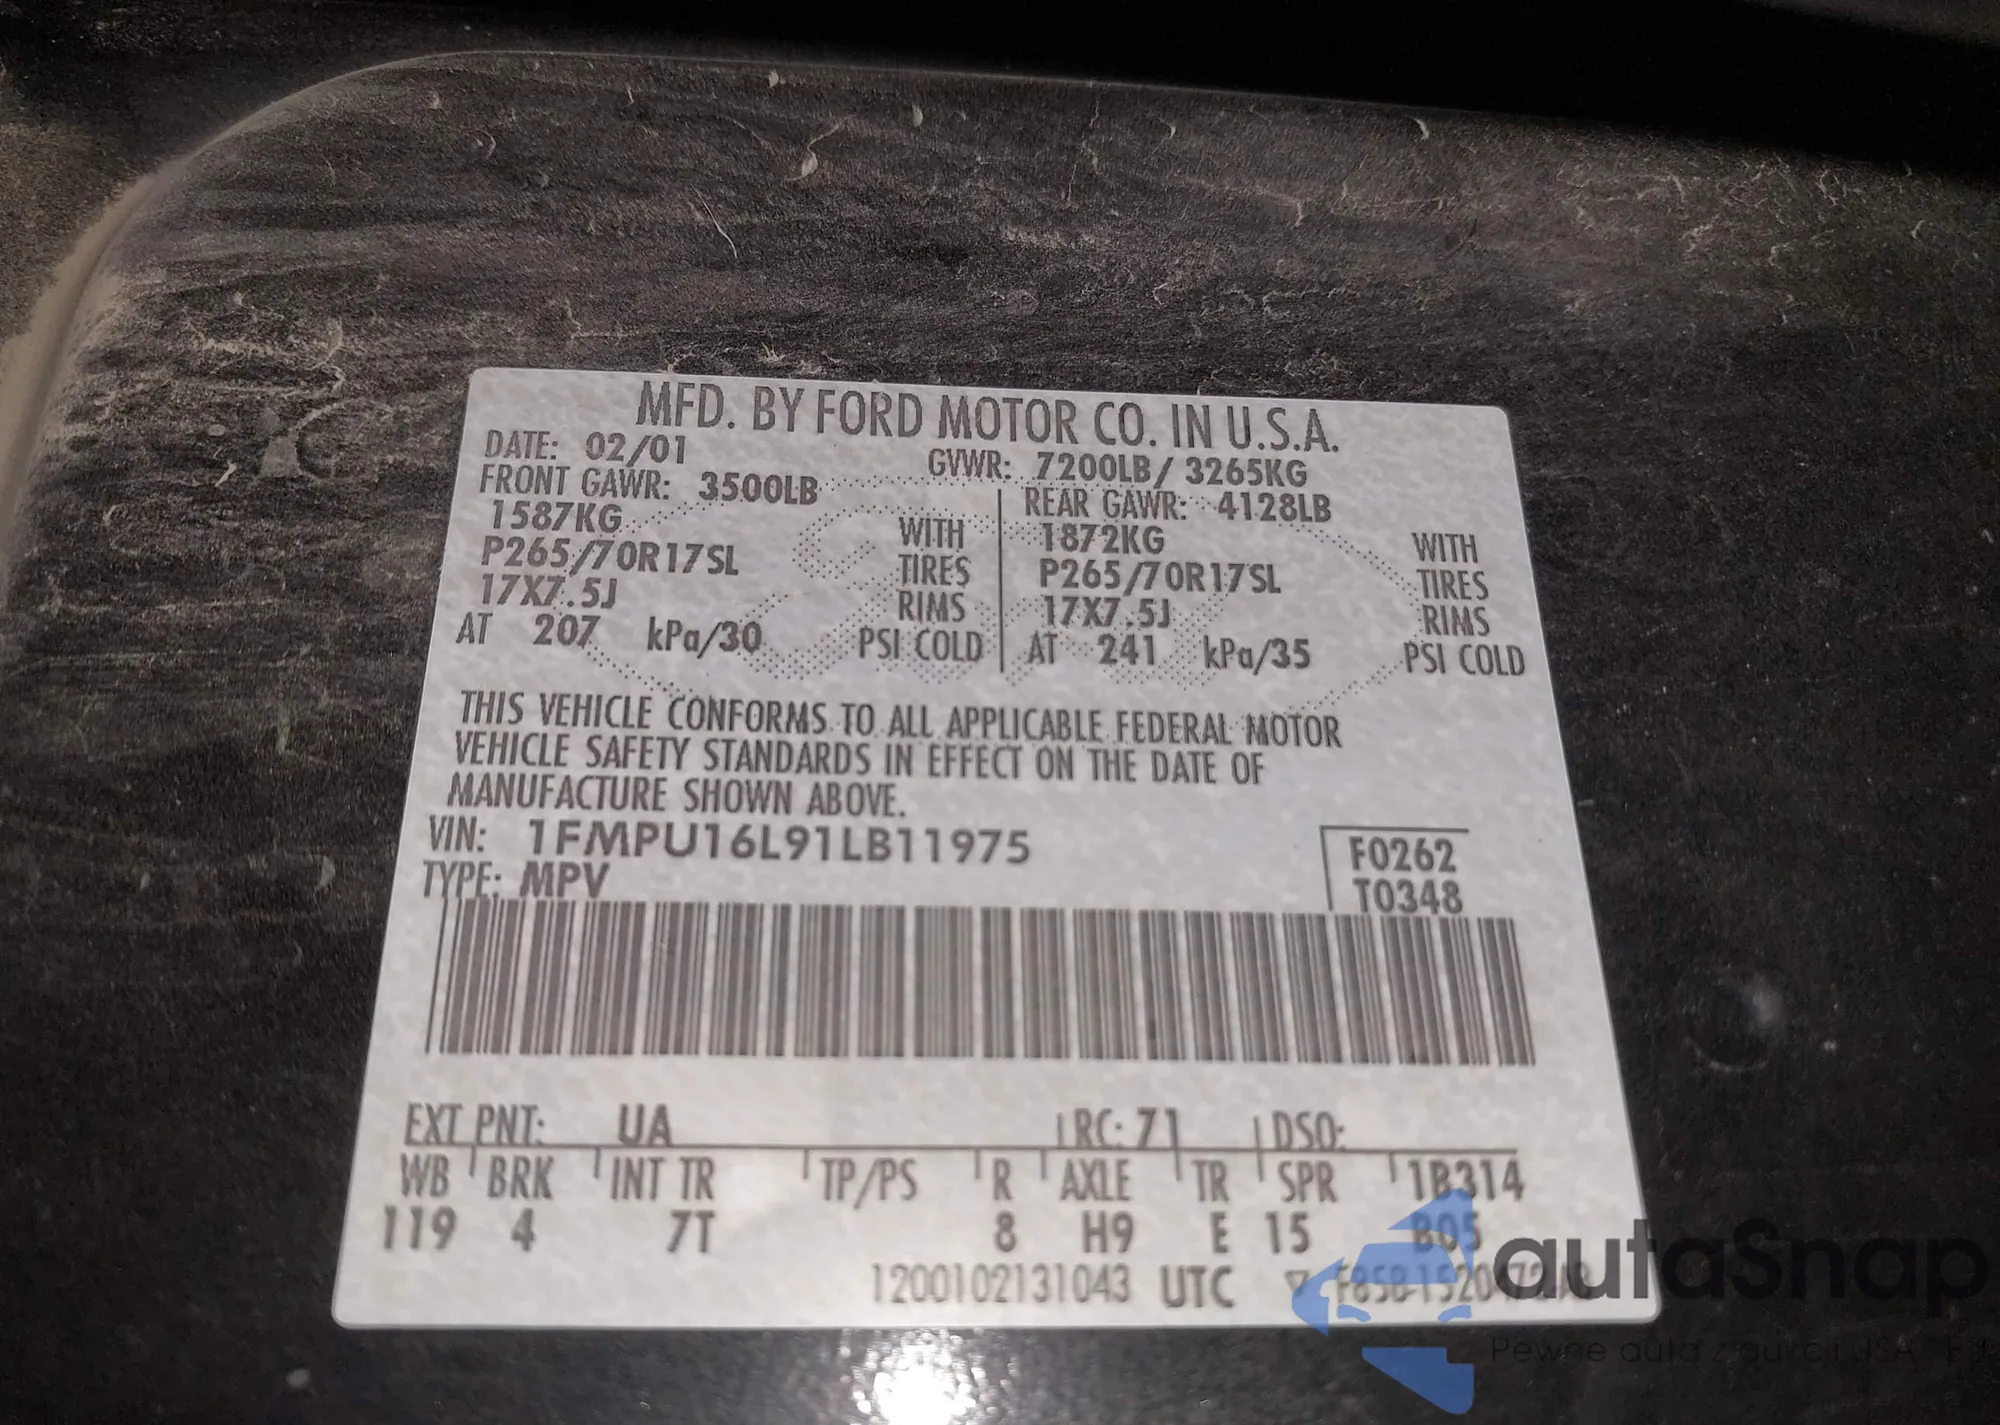 MFD. BY FORD MOTOR CO. IN U.S.A.
DATE: 02/01 GVWR: 7200LB/ 3265KG
FRONT GAWR: 3500LB REAR GAWR: 4128LB
1587KG WITH 1872KG WITH
P265/70R17SL TIRES P265/70R17SL TIRES
17X7.5J RIMS 17X7.5J RIMS
AT 207 kPa/30 PSI COLD AT 241 kPa/35 PSI COLD
THIS VEHICLE CONFORMS TO ALL APPLICABLE FEDERAL MOTOR
VEHICLE SAFETY STANDARDS IN EFFECT ON THE DATE OF
MANUFACTURE SHOWN ABOVE.
VIN: 1FMPU16L91LB11975 F0262
TYPE: MPV T0348
EXT PNT: UA RC: 71 DSO:
WB BRK INT TR TP/PS R AXLE TR SPR 1B314
119 4 7T 8 H9 E 15 B05
1200102131043 UTC
autaSnap
Pewne auta z aukcji USA